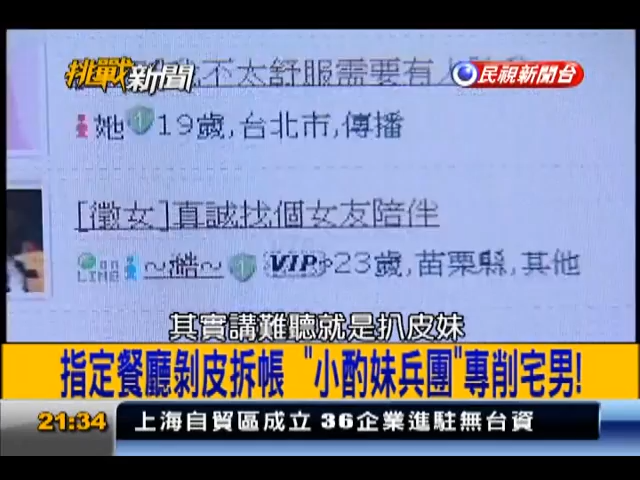 挑戰新聞
民視新聞台
不太舒服需要有人
她 1 19歲,台北市,傳播
[徵女]真誠找個女友陪伴
on LINE ～皓～ 1 VIP 23歲,苗栗縣,其他
其實講難聽就是扒皮妹
指定餐廳剝皮拆帳 "小酌妹兵團"專削宅男!
21:34 上海自貿區成立 36企業進駐無台資